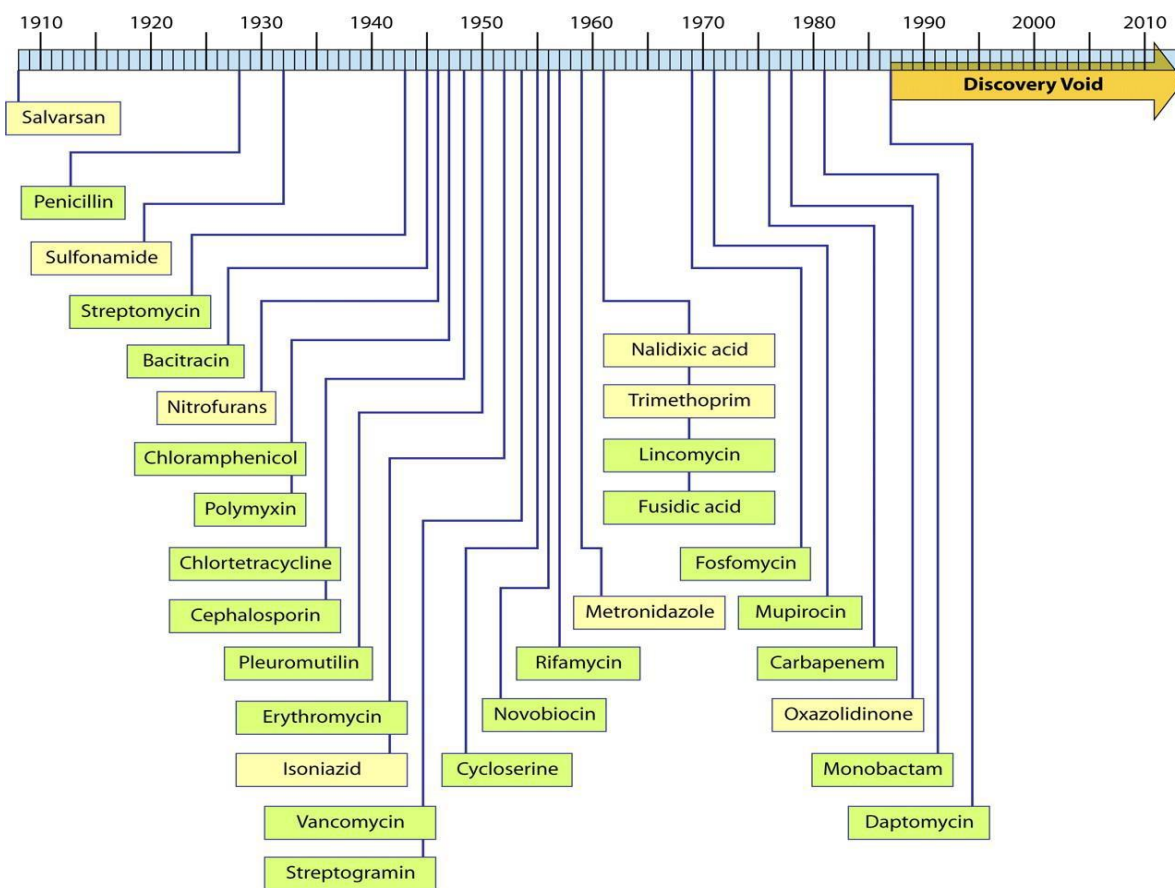 1910 1920 1930 1940 1950 1960 1970 1980 1990 2000 2010
Discovery Void
Salvarsan
Penicillin
Sulfonamide
Streptomycin
Bacitracin
Nitrofurans
Chloramphenicol
Polymyxin
Chlortetracycline
Cephalosporin
Pleuromutilin
Erythromycin
Isoniazid
Vancomycin
Streptogramin
Cycloserine
Novobiocin
Rifamycin
Metronidazole
Nalidixic acid
Trimethoprim
Lincomycin
Fusidic acid
Fosfomycin
Mupirocin
Carbapenem
Oxazolidinone
Monobactam
Daptomycin